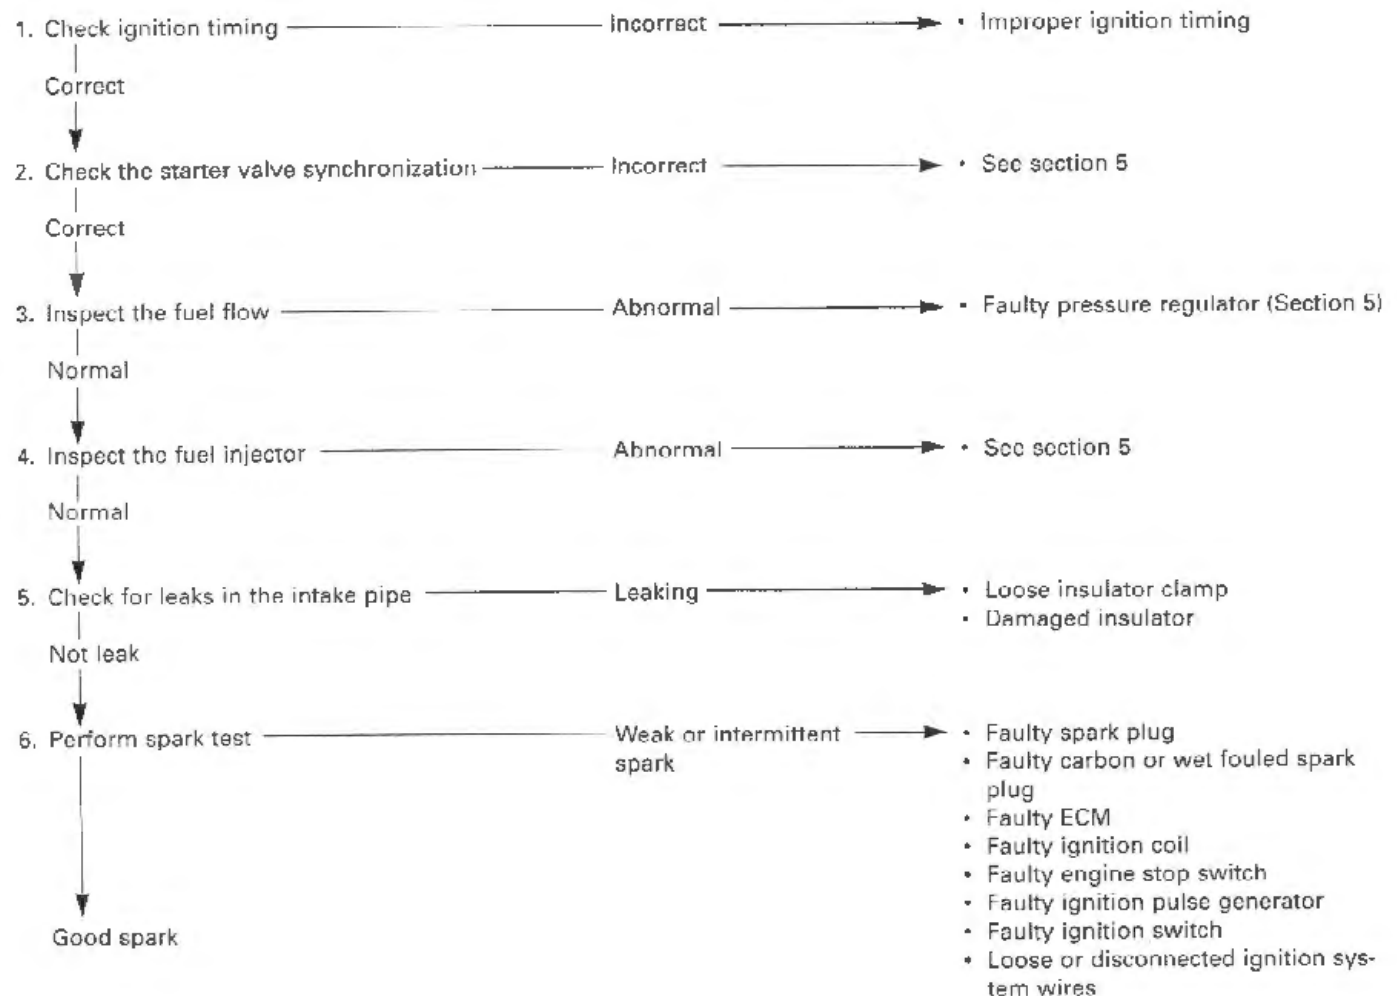 1. Check ignition timing Incorrect • Improper ignition timing
Correct
2. Check the starter valve synchronization Incorrect • See section 5
Correct
3. Inspect the fuel flow Abnormal • Faulty pressure regulator (Section 5)
Normal
4. Inspect the fuel injector Abnormal • See section 5
Normal
5. Check for leaks in the intake pipe Leaking • Loose insulator clamp
• Damaged insulator
Not leak
6. Perform spark test Weak or intermittent • Faulty spark plug
spark • Faulty carbon or wet fouled spark
plug
• Faulty ECM
• Faulty ignition coil
• Faulty engine stop switch
• Faulty ignition pulse generator
• Faulty ignition switch
Good spark
• Loose or disconnected ignition sys-
tem wires